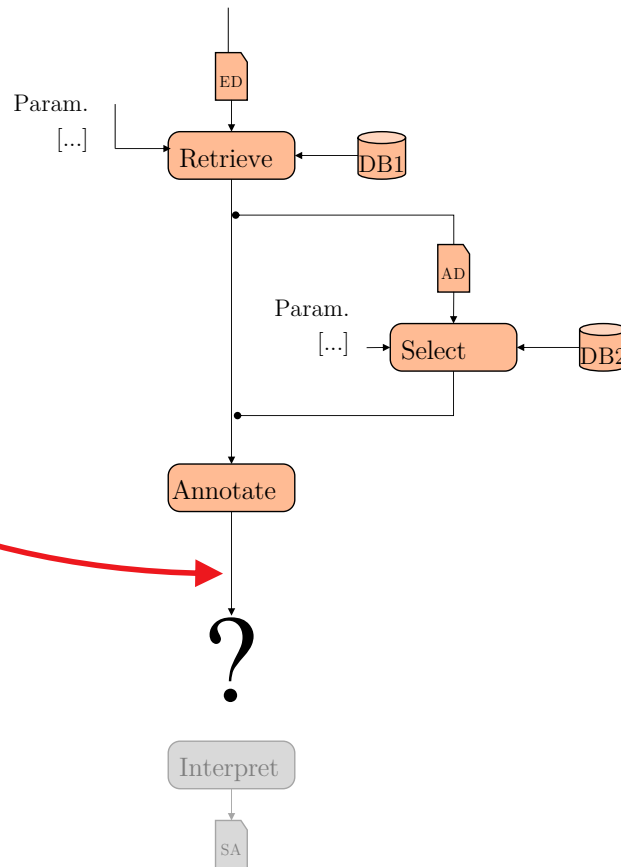 ED
Param.
[...]
Retrieve
DB1
AD
Param.
[...]
Select
DB2
Annotate
?
Interpret
SA